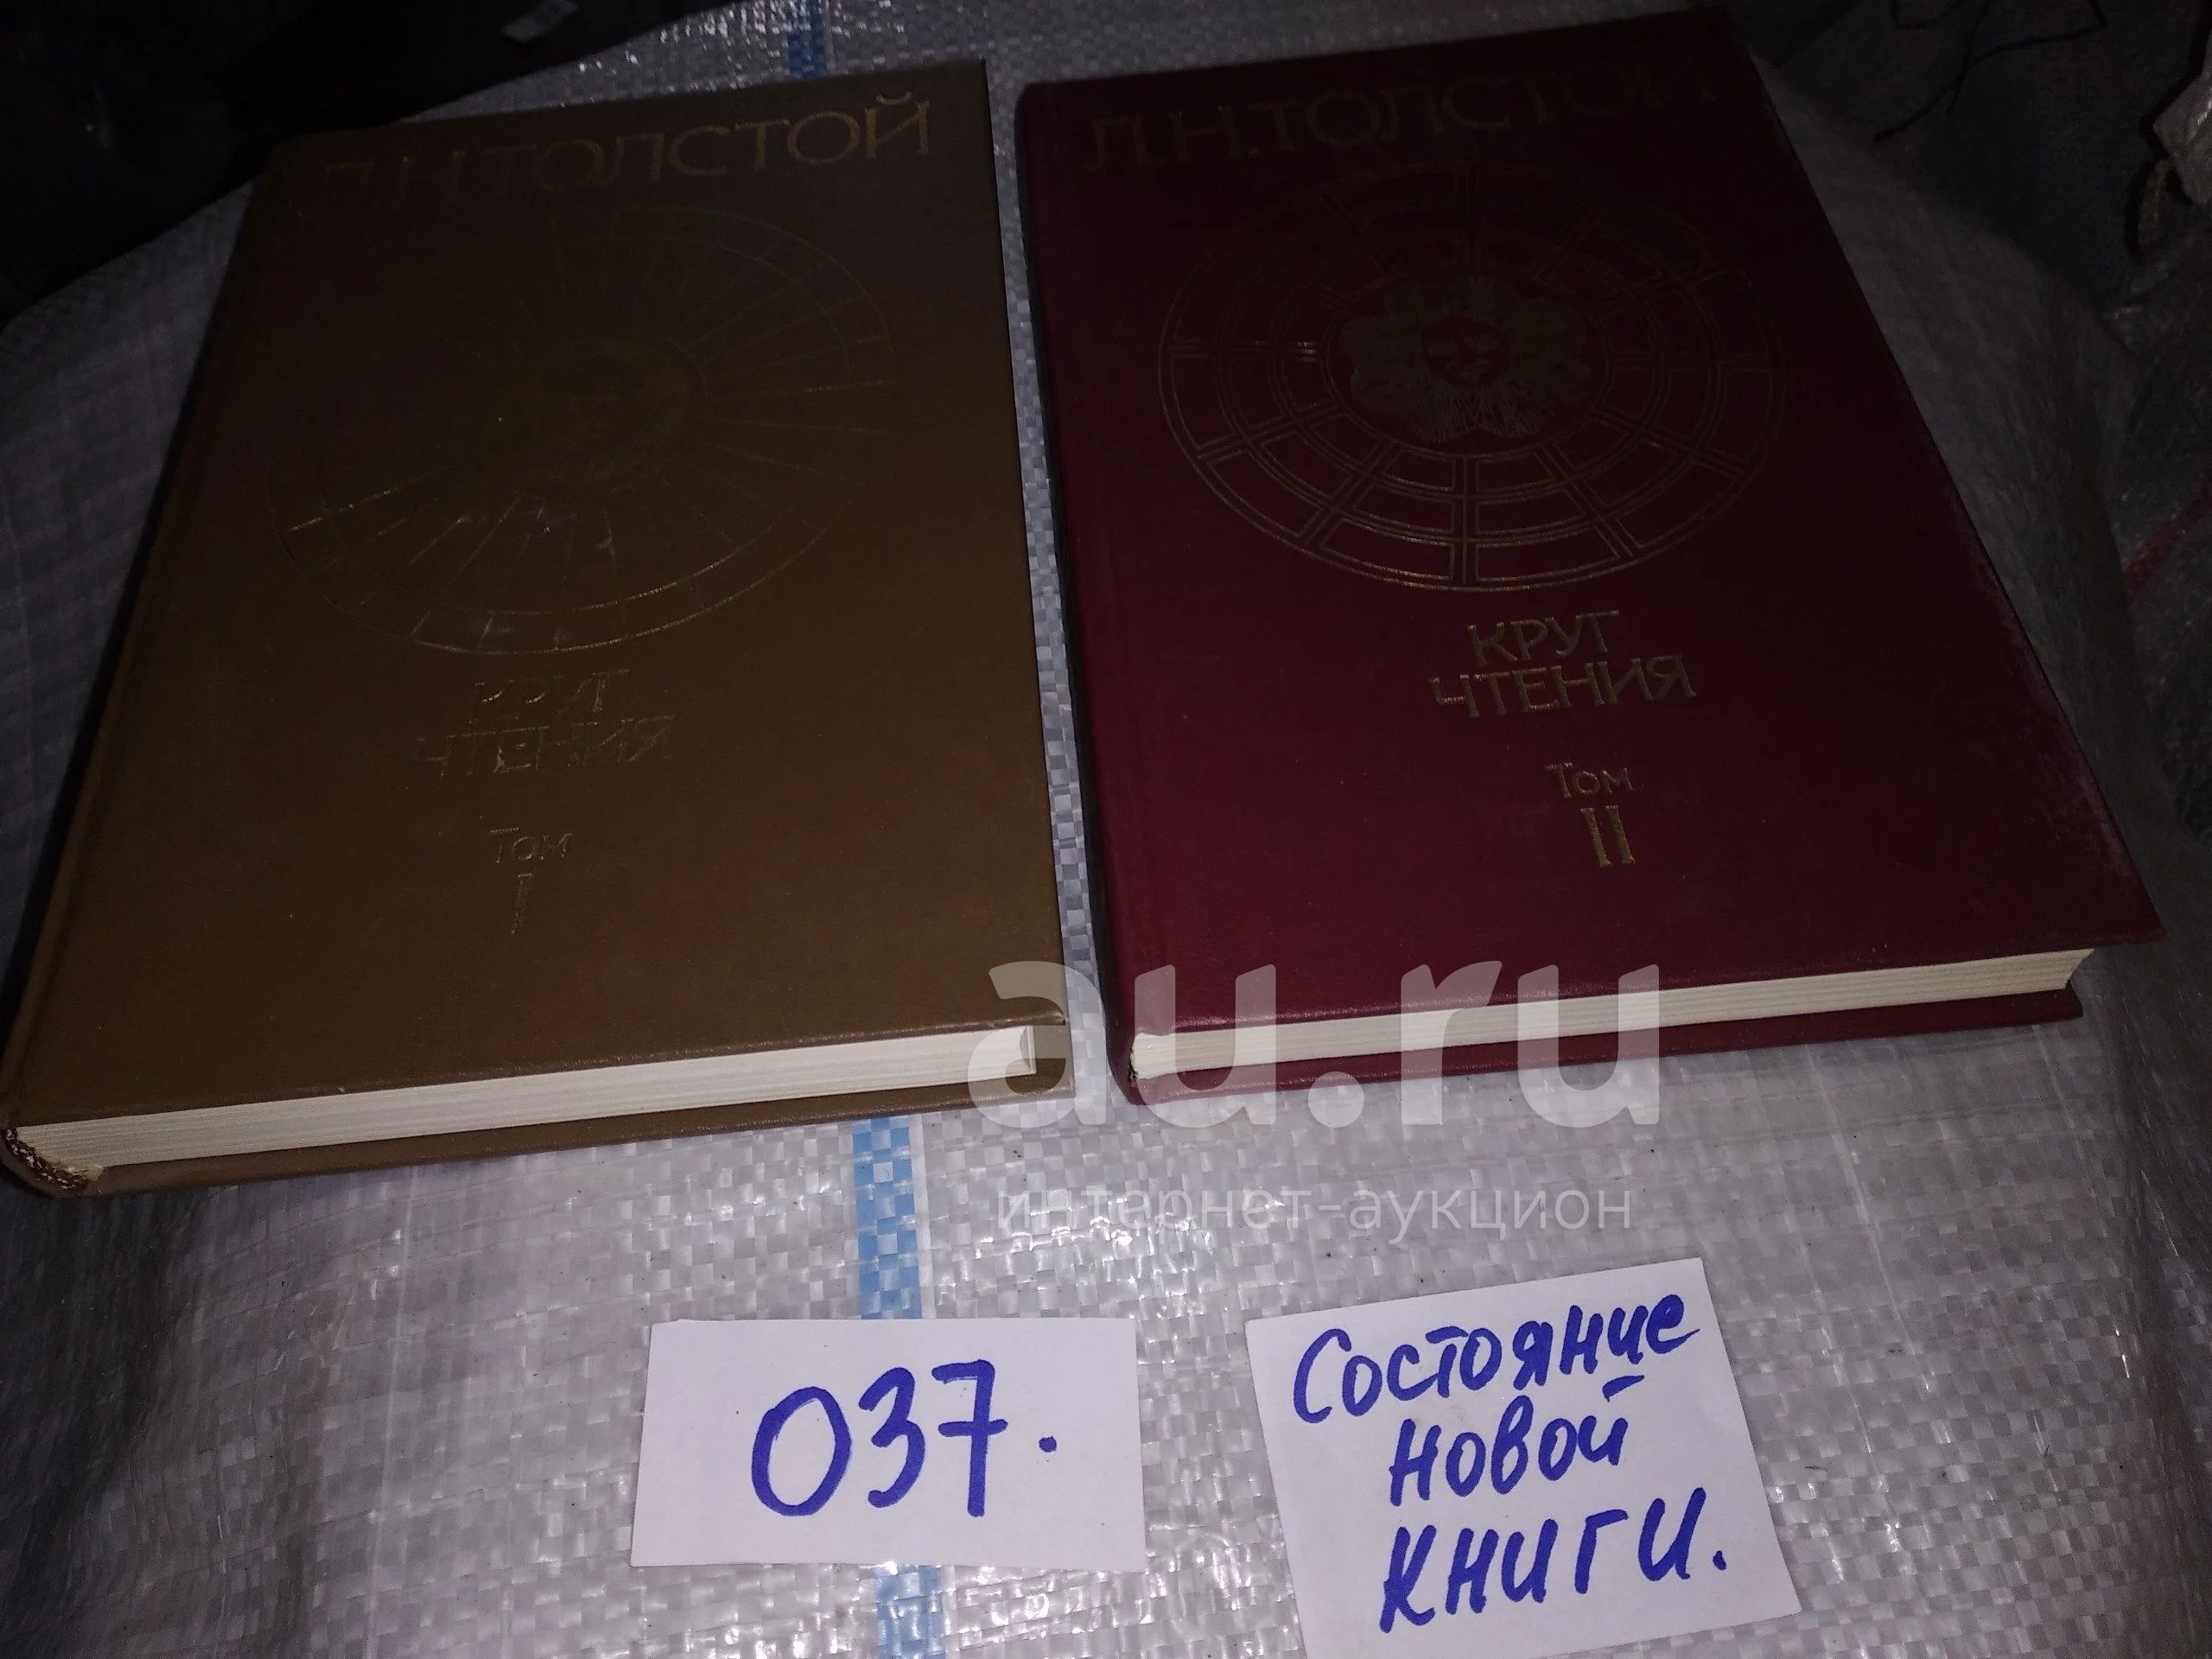 Л.Н.ТОЛСТОЙ
КРУГ
ЧТЕНИЯ
Том
I
Л.Н.ТОЛСТОЙ
КРУГ
ЧТЕНИЯ
Том
II
au.ru
интернет-аукцион
037.
Состояние
новой
книги.